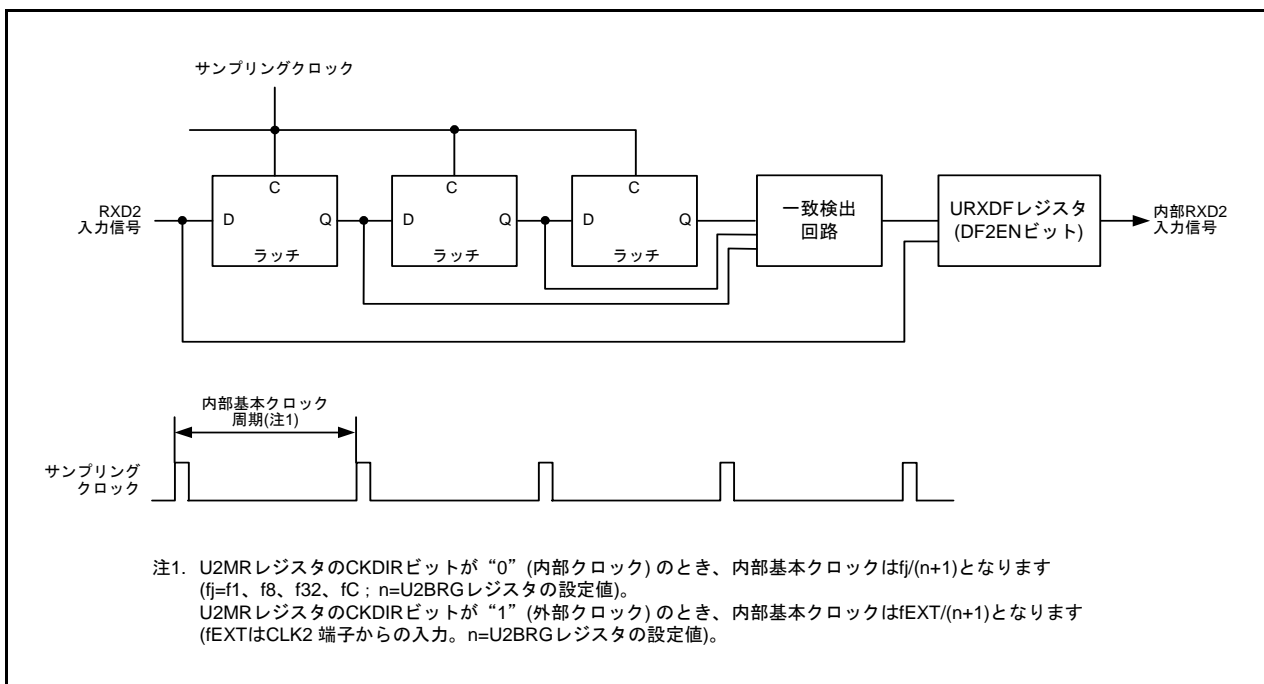 サンプリングクロック
C
C
C
RXD2
入力信号
D
Q
ラッチ
D
Q
ラッチ
D
Q
ラッチ
一致検出
回路
URXDFレジスタ
(DF2ENビット)
内部RXD2
入力信号
内部基本クロック
周期(注1)
サンプリング
クロック
注1. U2MRレジスタのCKDIRビットが“0”(内部クロック) のとき、内部基本クロックはfj/(n+1)となります
(fj=f1、f8、f32、fC ; n=U2BRGレジスタの設定値)。
U2MRレジスタのCKDIRビットが“1”(外部クロック) のとき、内部基本クロックはfEXT/(n+1)となります
(fEXTはCLK2 端子からの入力。n=U2BRGレジスタの設定値)。